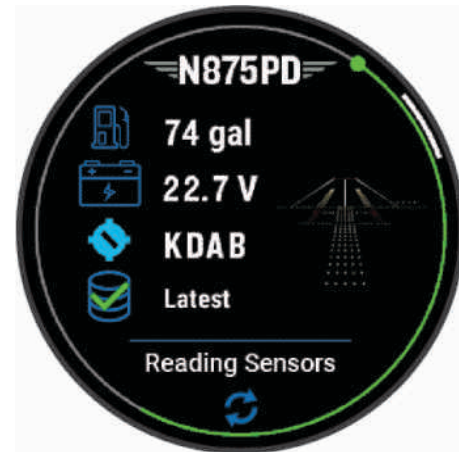 N875PD
74 gal
22.7 V
KDAB
Latest
Reading Sensors